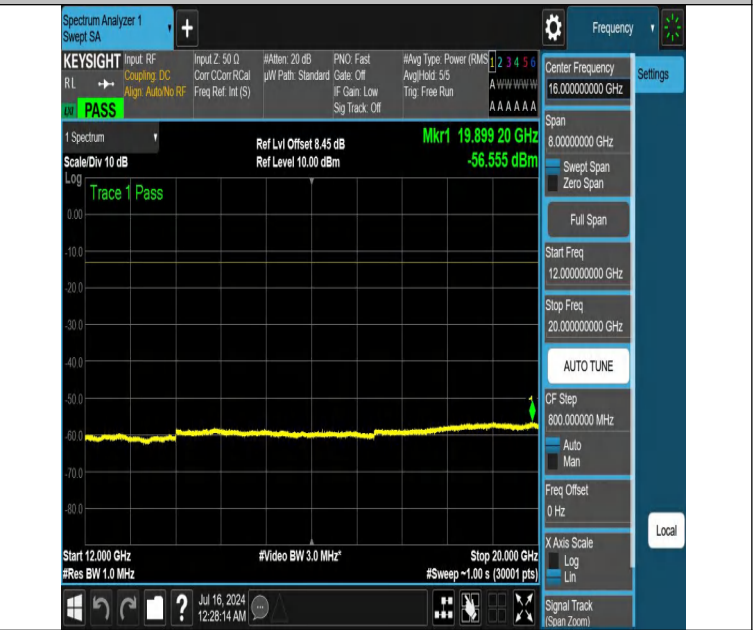 Spectrum Analyzer 1
Swept SA
+
Frequency
KEYSIGHT
RL
PASS
Input: RF
Coupling: DC
Align: Auto/No RF
Input Z: 50 Ω
Corr CCorr RCal
Freq Ref: Int (S)
#Atten: 20 dB
µW Path: Standard
PNO: Fast
Gate: Off
IF Gain: Low
Sig Track: Off
#Avg Type: Power (RMS
Avg|Hold: 5/5
Trig: Free Run
1 2 3 4 5 6
A W W W W W
A A A A A A
1 Spectrum
Scale/Div 10 dB
Ref Lvl Offset 8.45 dB
Ref Level 10.00 dBm
Mkr1 19.899 20 GHz
-56.555 dBm
Log
Trace 1 Pass
0.00
-10.0
-20.0
-30.0
-40.0
-50.0
-60.0
-70.0
-80.0
1
Start 12.000 GHz
#Res BW 1.0 MHz
#Video BW 3.0 MHz*
Stop 20.000 GHz
#Sweep ~1.00 s (30001 pts)
?
Jul 16, 2024
12:28:14 AM
Center Frequency
16.000000000 GHz
Settings
Span
8.00000000 GHz
Swept Span
Zero Span
Full Span
Start Freq
12.000000000 GHz
Stop Freq
20.000000000 GHz
AUTO TUNE
CF Step
800.000000 MHz
Auto
Man
Freq Offset
0 Hz
X Axis Scale
Log
Lin
Local
Signal Track
(Span Zoom)